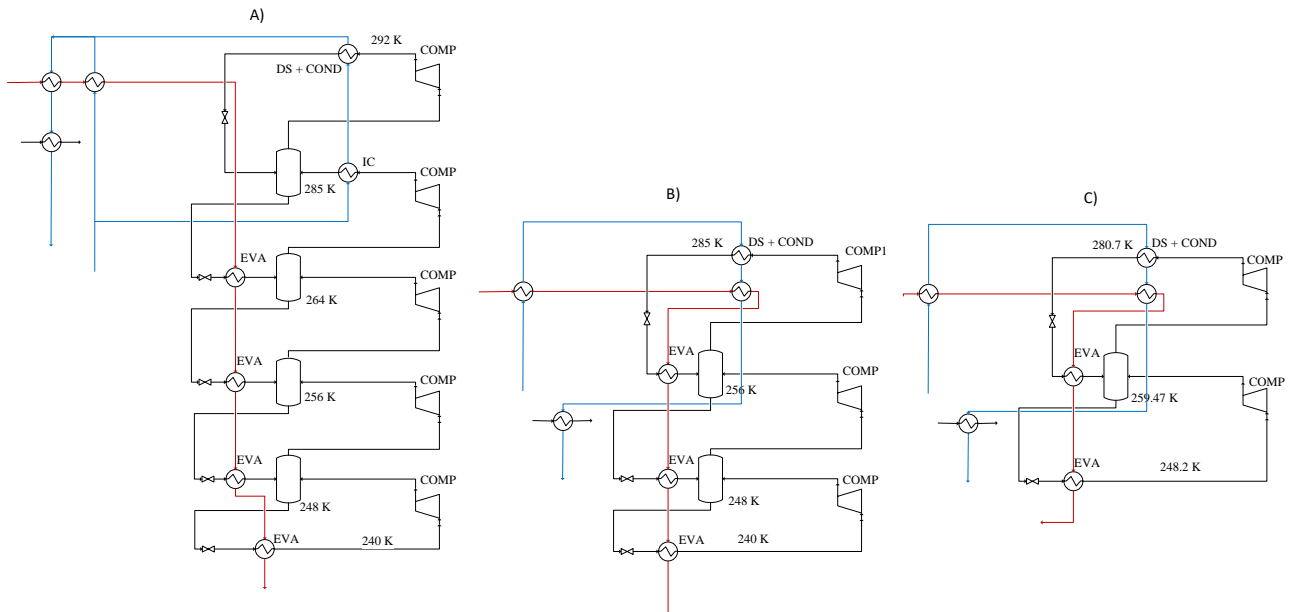 A)
292 K
COMP
DS + COND
IC
COMP
285 K
EVA
264 K
COMP
EVA
256 K
COMP
EVA
248 K
COMP
EVA
240 K
B)
285 K
DS + COND
COMP1
EVA
256 K
COMP
EVA
248 K
COMP
EVA
240 K
C)
280.7 K
DS + COND
COMP
EVA
259.47 K
COMP
EVA
248.2 K